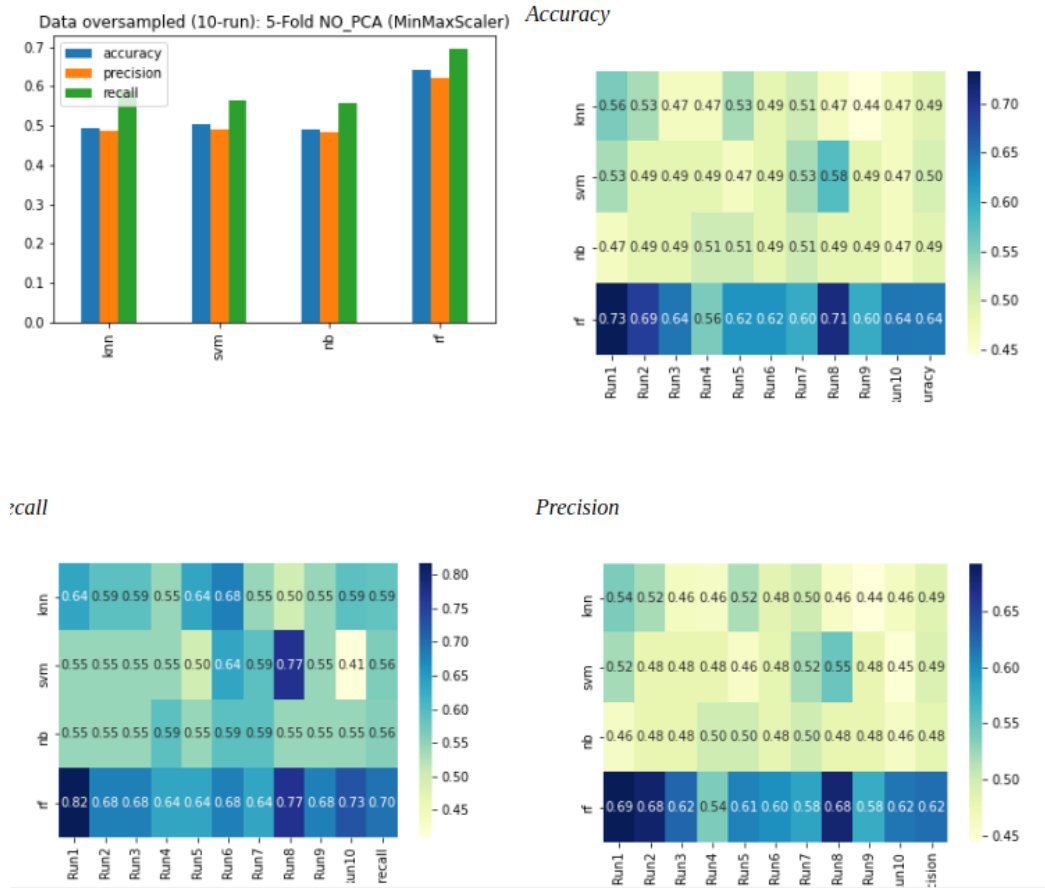 Data oversampled (10-run): 5-Fold NO_PCA (MinMaxScaler)
accuracy
precision
recall
0.7
0.6
0.5
0.4
0.3
0.2
0.1
0.0
knn svm nb rf
Accuracy
knn 0.56 0.53 0.47 0.47 0.53 0.49 0.51 0.47 0.44 0.47 0.49
svm 0.53 0.49 0.49 0.49 0.47 0.49 0.53 0.58 0.49 0.47 0.50
nb 0.47 0.49 0.49 0.51 0.51 0.49 0.51 0.49 0.49 0.47 0.49
rf 0.73 0.69 0.64 0.56 0.62 0.62 0.60 0.71 0.60 0.64 0.64
Run1 Run2 Run3 Run4 Run5 Run6 Run7 Run8 Run9 un10 uracy
0.70
0.65
0.60
0.55
0.50
0.45
ecall
knn 0.64 0.59 0.59 0.55 0.64 0.68 0.55 0.50 0.55 0.59 0.59
svm 0.55 0.55 0.55 0.55 0.50 0.64 0.59 0.77 0.55 0.41 0.56
nb 0.55 0.55 0.55 0.59 0.55 0.59 0.59 0.55 0.55 0.55 0.56
rf 0.82 0.68 0.68 0.64 0.64 0.68 0.64 0.77 0.68 0.73 0.70
Run1 Run2 Run3 Run4 Run5 Run6 Run7 Run8 Run9 un10 recall
0.80
0.75
0.70
0.65
0.60
0.55
0.50
0.45
Precision
knn 0.54 0.52 0.46 0.46 0.52 0.48 0.50 0.46 0.44 0.46 0.49
svm 0.52 0.48 0.48 0.48 0.46 0.48 0.52 0.55 0.48 0.45 0.49
nb 0.46 0.48 0.48 0.50 0.50 0.48 0.50 0.48 0.48 0.46 0.48
rf 0.69 0.68 0.62 0.54 0.61 0.60 0.58 0.68 0.58 0.62 0.62
Run1 Run2 Run3 Run4 Run5 Run6 Run7 Run8 Run9 un10 cision
0.65
0.60
0.55
0.50
0.45